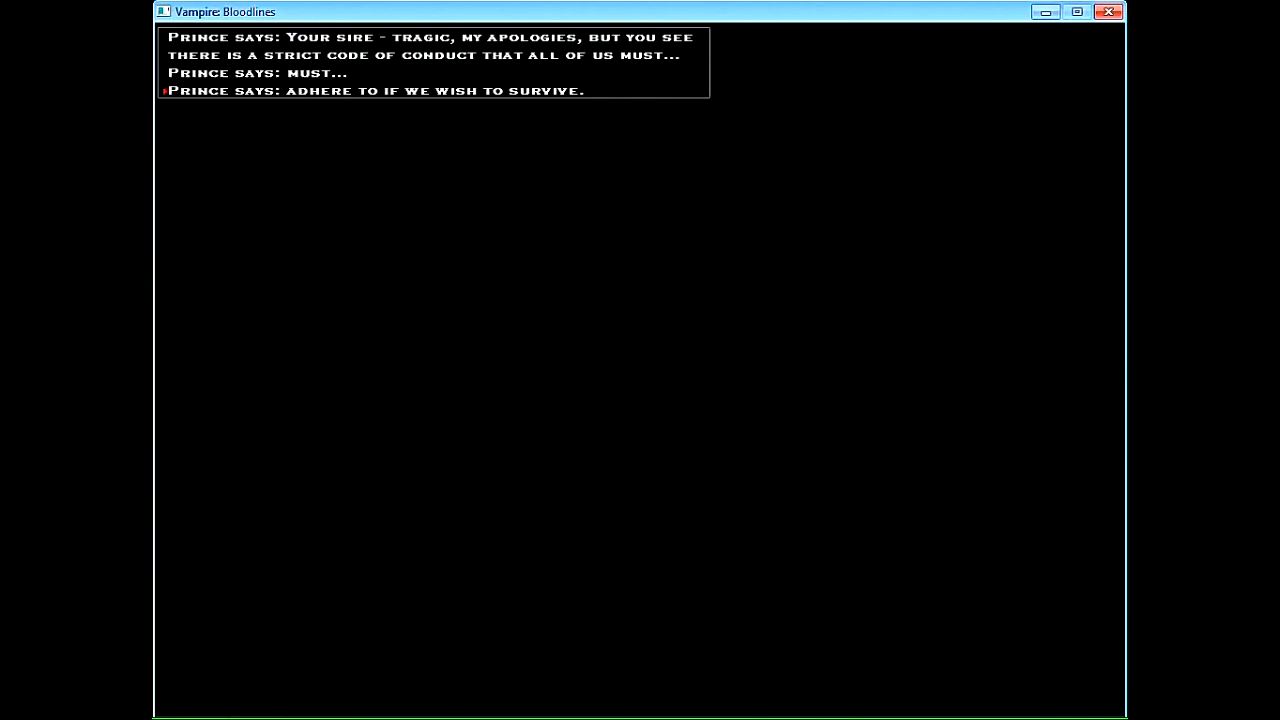 Vampire: Bloodlines
Prince says: Your sire - tragic, my apologies, but you see
there is a strict code of conduct that all of us must...
Prince says: must...
Prince says: adhere to if we wish to survive.